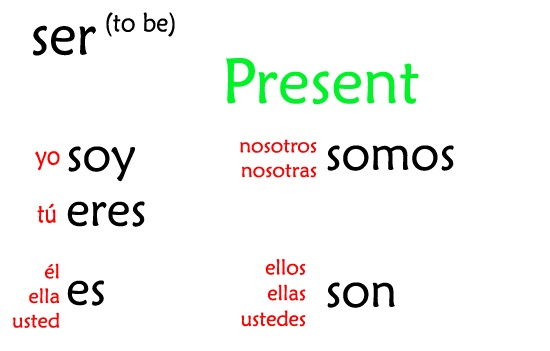 ser (to be)
Present
yo soy
tú eres
él
ella es
usted
nosotros
nosotras somos
ellos
ellas son
ustedes